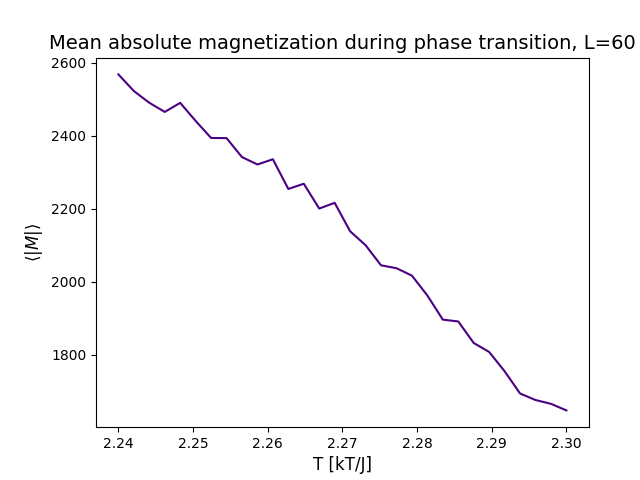 Mean absolute magnetization during phase transition, L=60
2600
2400
2200
2000
1800
⟨|M|⟩
2.24 2.25 2.26 2.27 2.28 2.29 2.30
T [kT/J]